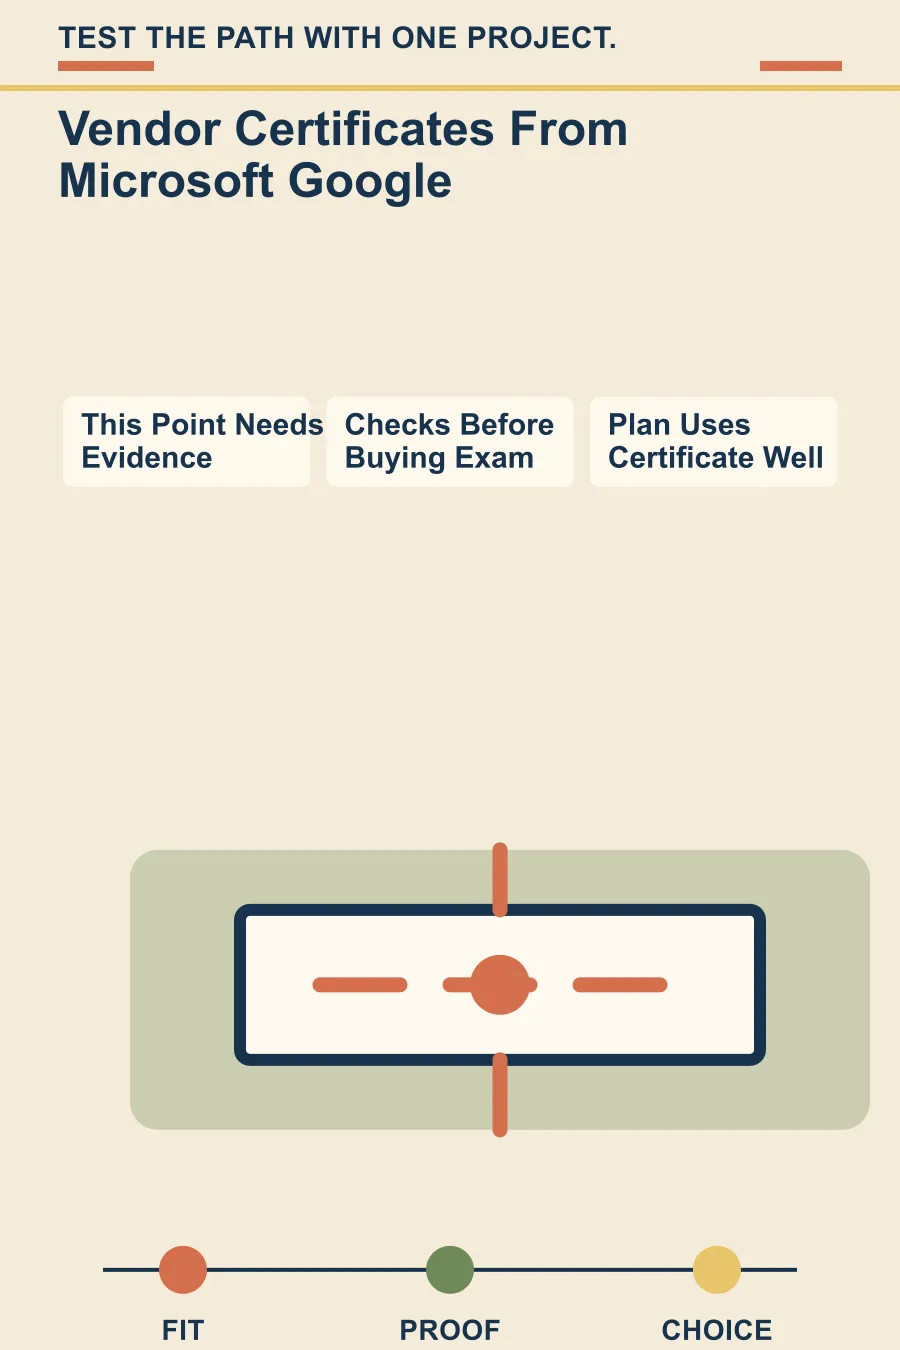 TEST THE PATH WITH ONE PROJECT.
Vendor Certificates From
Microsoft Google
This Point Needs
Evidence
Checks Before
Buying Exam
Plan Uses
Certificate Well
FIT
PROOF
CHOICE